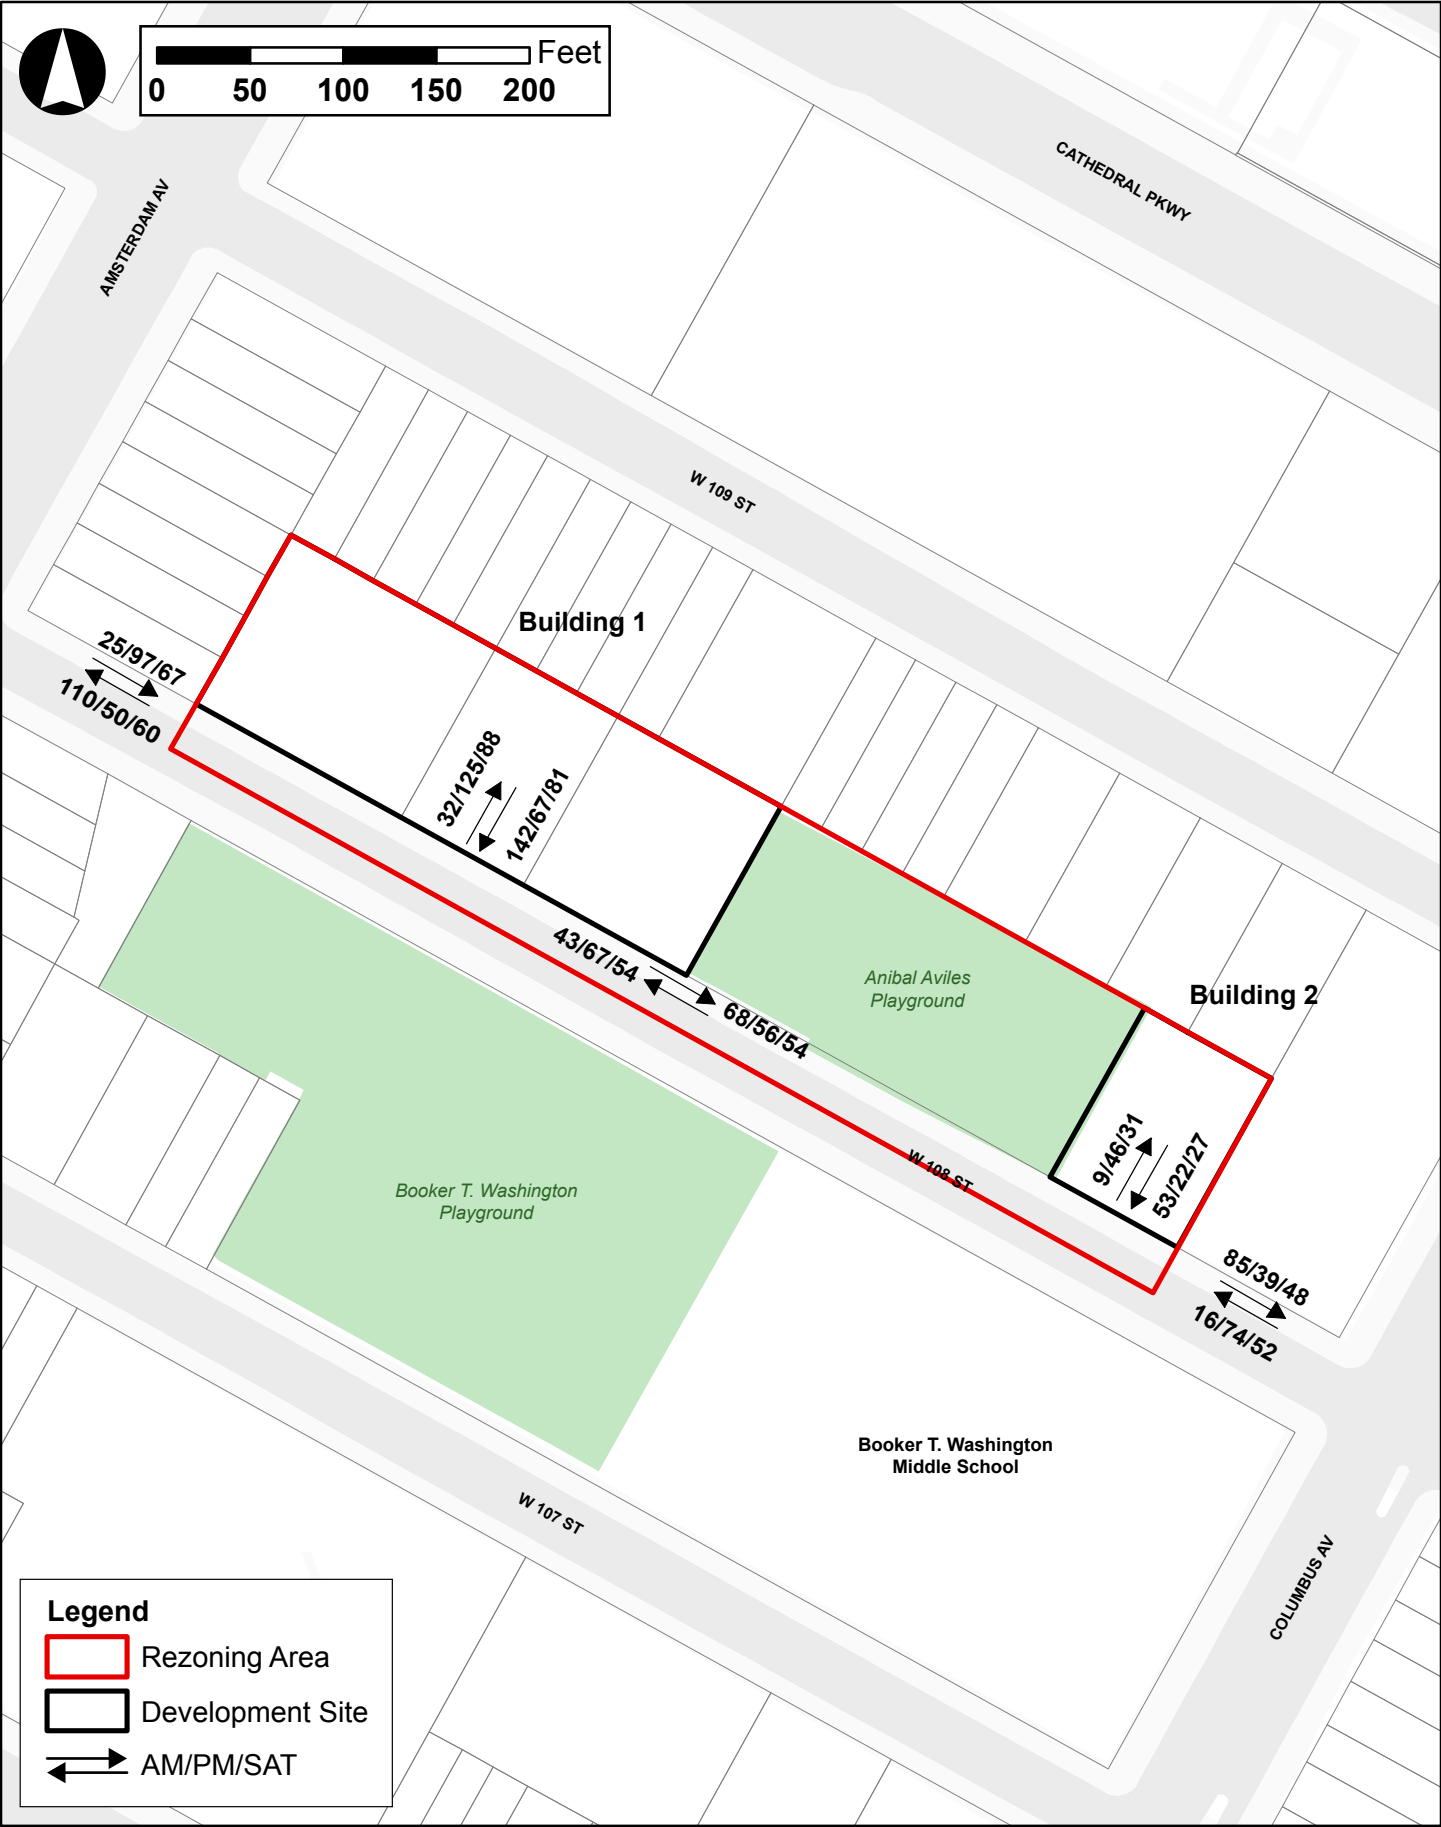 Feet
0 50 100 150 200
CATHEDRAL PKWY
AMSTERDAM AV
W 109 ST
Building 1
25/97/67
110/50/60
32/125/88
142/67/81
43/67/54
68/56/54
Anibal Aviles
Playground
Building 2
9/46/31
53/22/27
W 108 ST
85/39/48
16/74/52
Booker T. Washington
Playground
Booker T. Washington
Middle School
W 107 ST
COLUMBUS AV
Legend
Rezoning Area
Development Site
AM/PM/SAT